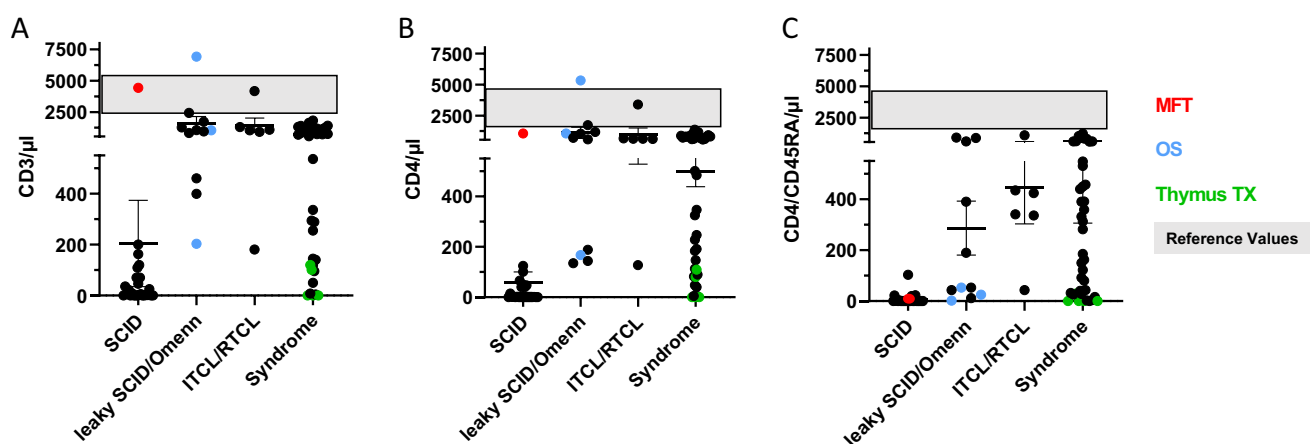 A
CD3/µl
7500
5000
2500
400
200
0
SCID
leaky SCID/Omenn
ITCL/RTCL
Syndrome
B
CD4/µl
7500
5000
2500
400
200
0
SCID
leaky SCID/Omenn
ITCL/RTCL
Syndrome
C
CD4/CD45RA/µl
7500
5000
2500
400
200
0
SCID
leaky SCID/Omenn
ITCL/RTCL
Syndrome
MFT
OS
Thymus TX
Reference Values